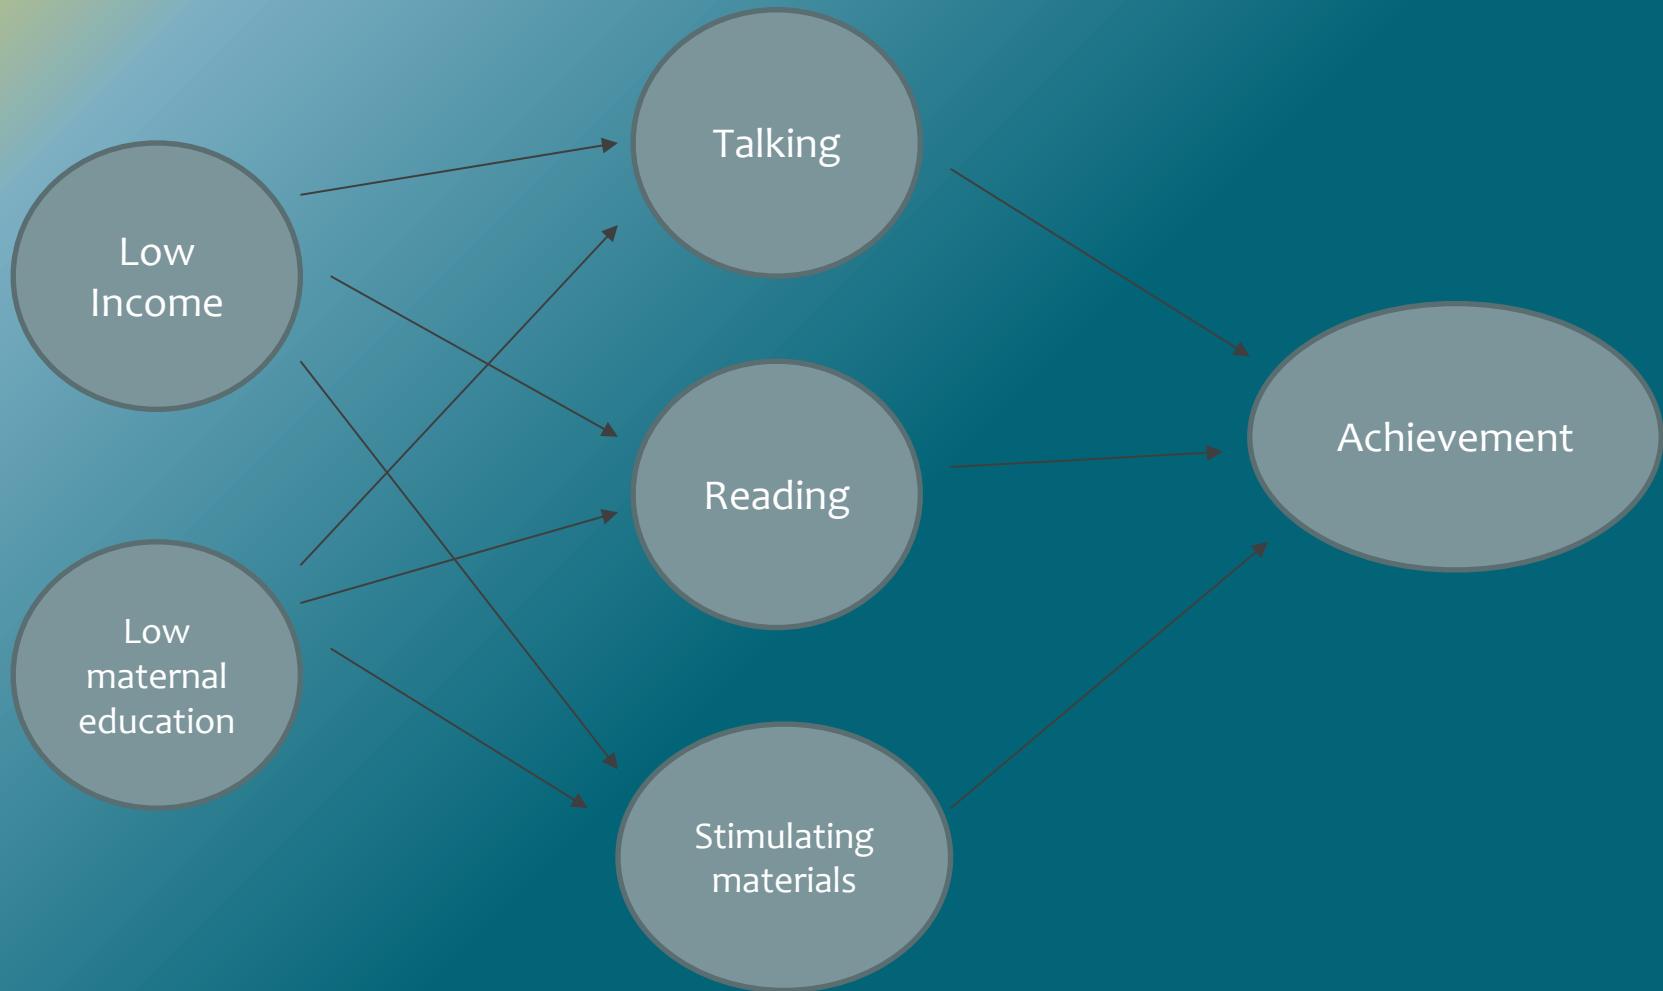 Low
Income
Low
maternal
education
Talking
Reading
Stimulating
materials
Achievement